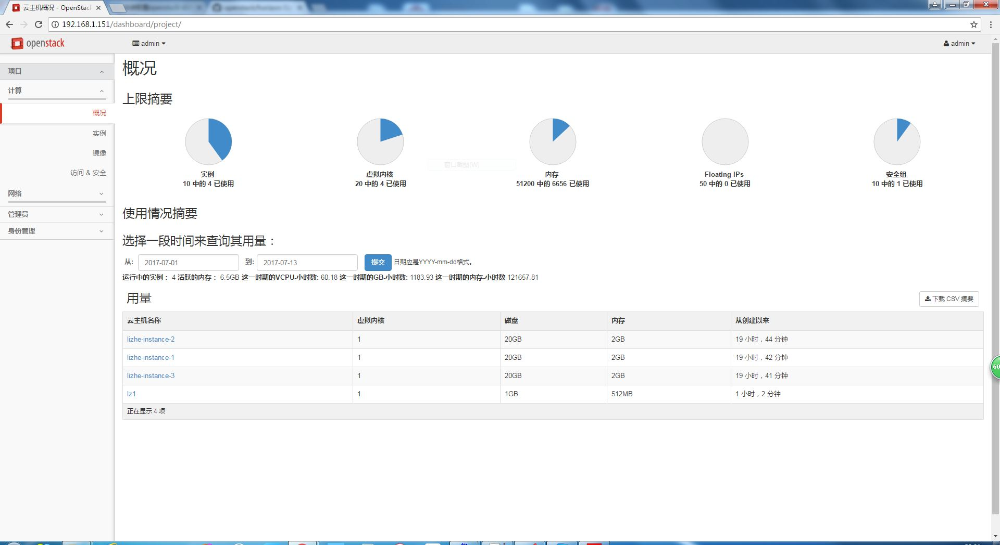 云主机概况 - OpenStack
192.168.1.151/dashboard/project/
openstack
admin
admin
项目
计算
概况
实例
镜像
访问 & 安全
网络
管理员
身份管理
概况
上限摘要
实例
10 中的 4 已使用
虚拟内核
20 中的 4 已使用
内存
51200 中的 6656 已使用
Floating IPs
50 中的 0 已使用
安全组
10 中的 1 已使用
窗口截图(W)
使用情况摘要
选择一段时间来查询其用量：
从: 2017-07-01 到: 2017-07-13 提交 日期应是YYYY-mm-dd格式。
运行中的实例： 4 活跃的内存： 6.5GB 这一时期的VCPU-小时数: 60.18 这一时期的GB-小时数: 1183.93 这一时期的内存-小时数 121657.81
用量
下载 CSV 摘要
云主机名称 虚拟内核 磁盘 内存 从创建以来
lizhe-instance-2 1 20GB 2GB 19 小时，44 分钟
lizhe-instance-1 1 20GB 2GB 19 小时，42 分钟
lizhe-instance-3 1 20GB 2GB 19 小时，41 分钟
lz1 1 1GB 512MB 1 小时，2 分钟
正在显示 4 项
60